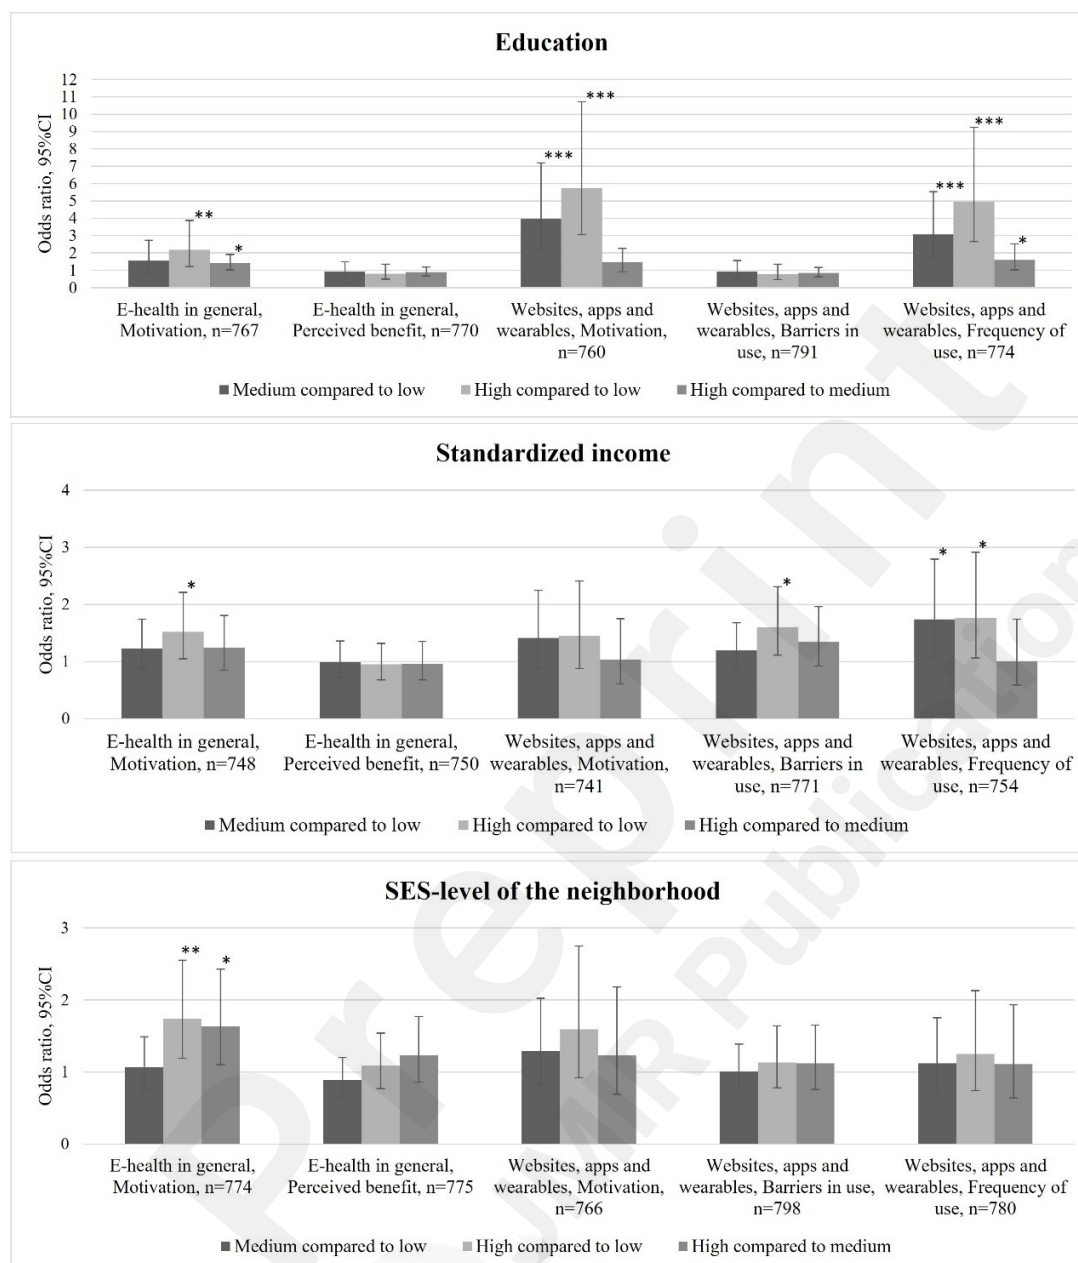 Education
Odds ratio, 95%CI
12
11
10
9
8
7
6
5
4
3
2
1
0
**
*
***
***
***
***
*
E-health in general,
Motivation, n=767
E-health in general,
Perceived benefit, n=770
Websites, apps and
wearables, Motivation,
n=760
Websites, apps and
wearables, Barriers in
use, n=791
Websites, apps and
wearables, Frequency of
use, n=774
Medium compared to low
High compared to low
High compared to medium
Standardized income
Odds ratio, 95%CI
4
3
2
1
0
*
*
*
*
E-health in general,
Motivation, n=748
E-health in general,
Perceived benefit, n=750
Websites, apps and
wearables, Motivation,
n=741
Websites, apps and
wearables, Barriers in
use, n=771
Websites, apps and
wearables, Frequency of
use, n=754
Medium compared to low
High compared to low
High compared to medium
SES-level of the neighborhood
Odds ratio, 95%CI
3
2
1
0
**
*
E-health in general,
Motivation, n=774
E-health in general,
Perceived benefit, n=775
Websites, apps and
wearables, Motivation,
n=766
Websites, apps and
wearables, Barriers in use,
n=798
Websites, apps and
wearables, Frequency of
use, n=780
Medium compared to low
High compared to low
High compared to medium
Preprint
JMIR Publication